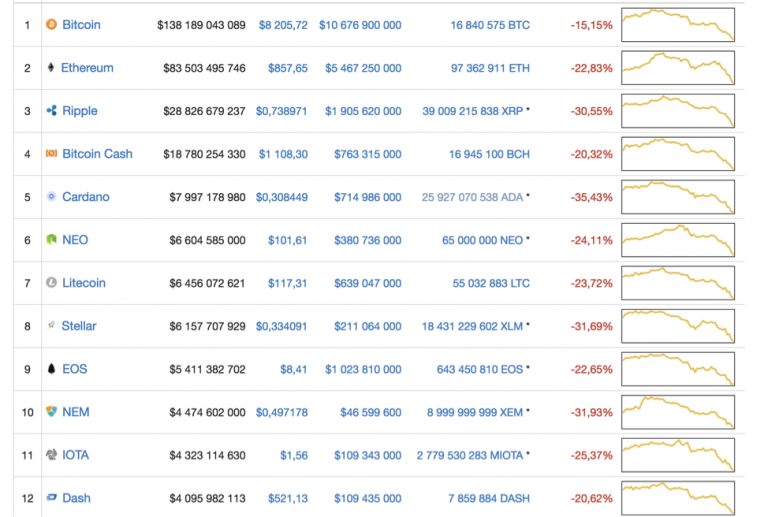 1 Bitcoin $138 189 043 089 $8 205,72 $10 676 900 000 16 840 575 BTC -15,15%
2 Ethereum $83 503 495 746 $857,65 $5 467 250 000 97 362 911 ETH -22,83%
3 Ripple $28 826 679 237 $0,738971 $1 905 620 000 39 009 215 838 XRP * -30,55%
4 Bitcoin Cash $18 780 254 330 $1 108,30 $763 315 000 16 945 100 BCH -20,32%
5 Cardano $7 997 178 980 $0,308449 $714 986 000 25 927 070 538 ADA * -35,43%
6 NEO $6 604 585 000 $101,61 $380 736 000 65 000 000 NEO * -24,11%
7 Litecoin $6 456 072 621 $117,31 $639 047 000 55 032 883 LTC -23,72%
8 Stellar $6 157 707 929 $0,334091 $211 064 000 18 431 229 602 XLM * -31,69%
9 EOS $5 411 382 702 $8,41 $1 023 810 000 643 450 810 EOS * -22,65%
10 NEM $4 474 602 000 $0,497178 $46 599 600 8 999 999 999 XEM * -31,93%
11 IOTA $4 323 114 630 $1,56 $109 343 000 2 779 530 283 MIOTA * -25,37%
12 Dash $4 095 982 113 $521,13 $109 435 000 7 859 884 DASH -20,62%